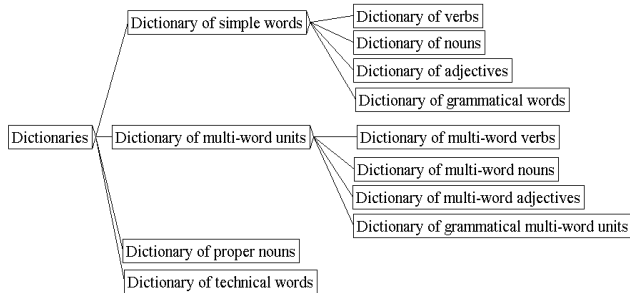 Dictionary of verbs
Dictionary of simple words
Dictionary of nouns
Dictionary of adjectives
Dictionary of grammatical words
Dictionaries
Dictionary of multi-word units
Dictionary of multi-word verbs
Dictionary of multi-word nouns
Dictionary of multi-word adjectives
Dictionary of grammatical multi-word units
Dictionary of proper nouns
Dictionary of technical words